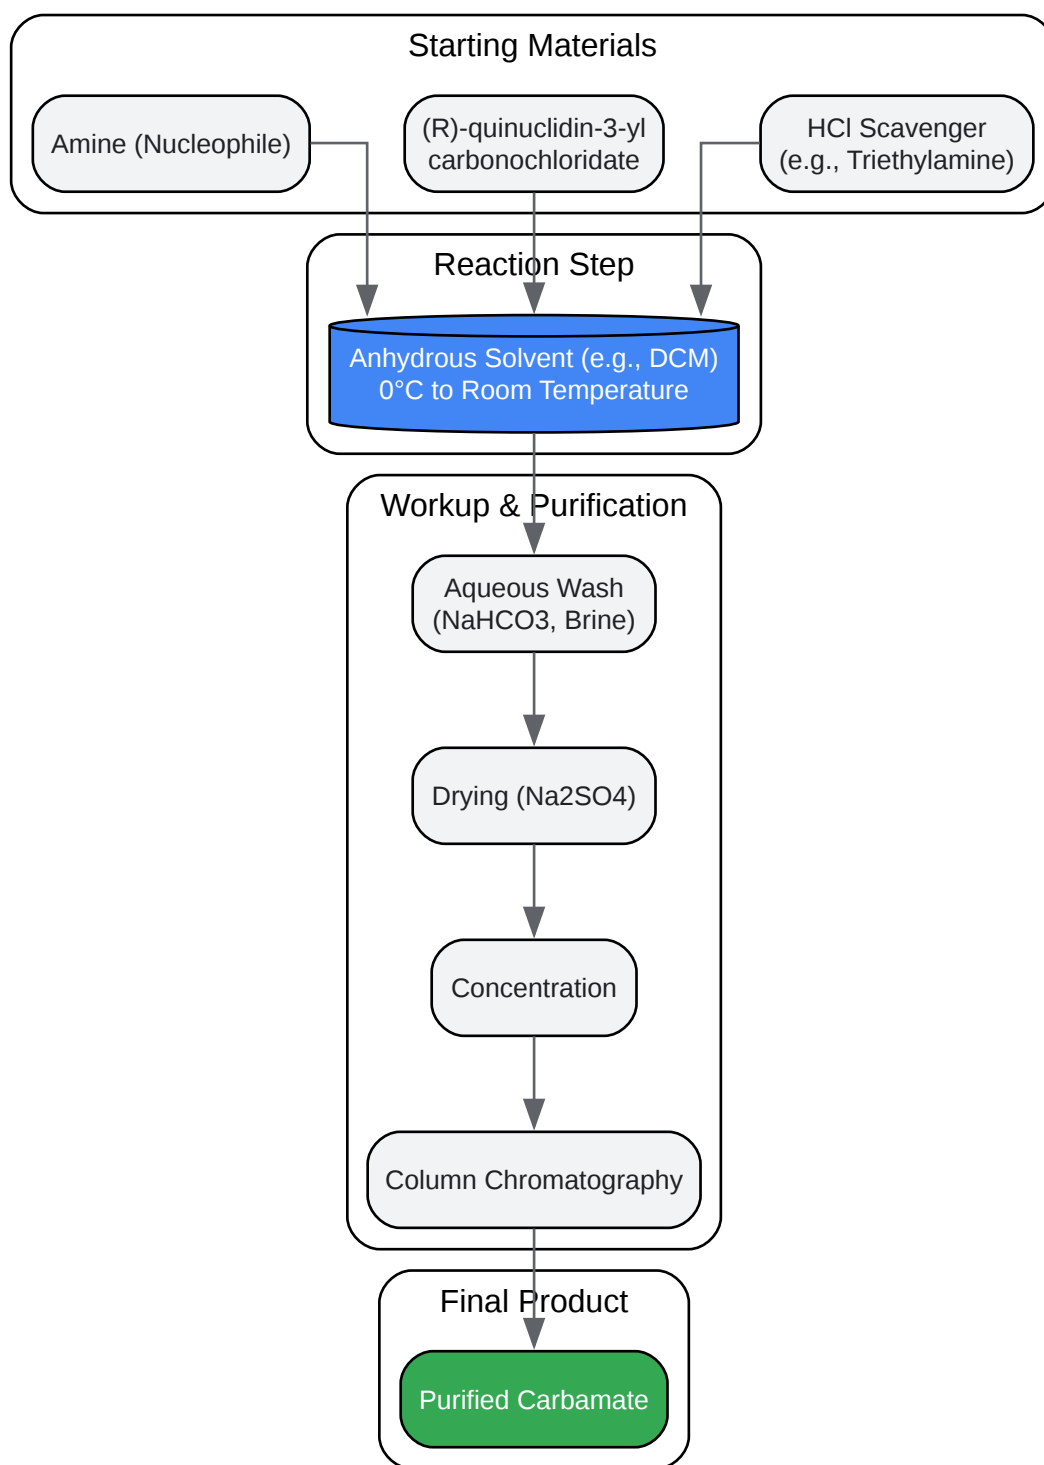 Starting Materials
Amine (Nucleophile)
(R)-quinuclidin-3-yl
carbonochloridate
HCl Scavenger
(e.g., Triethylamine)
Reaction Step
Anhydrous Solvent (e.g., DCM)
0°C to Room Temperature
Workup & Purification
Aqueous Wash
(NaHCO3, Brine)
Drying (Na2SO4)
Concentration
Column Chromatography
Final Product
Purified Carbamate